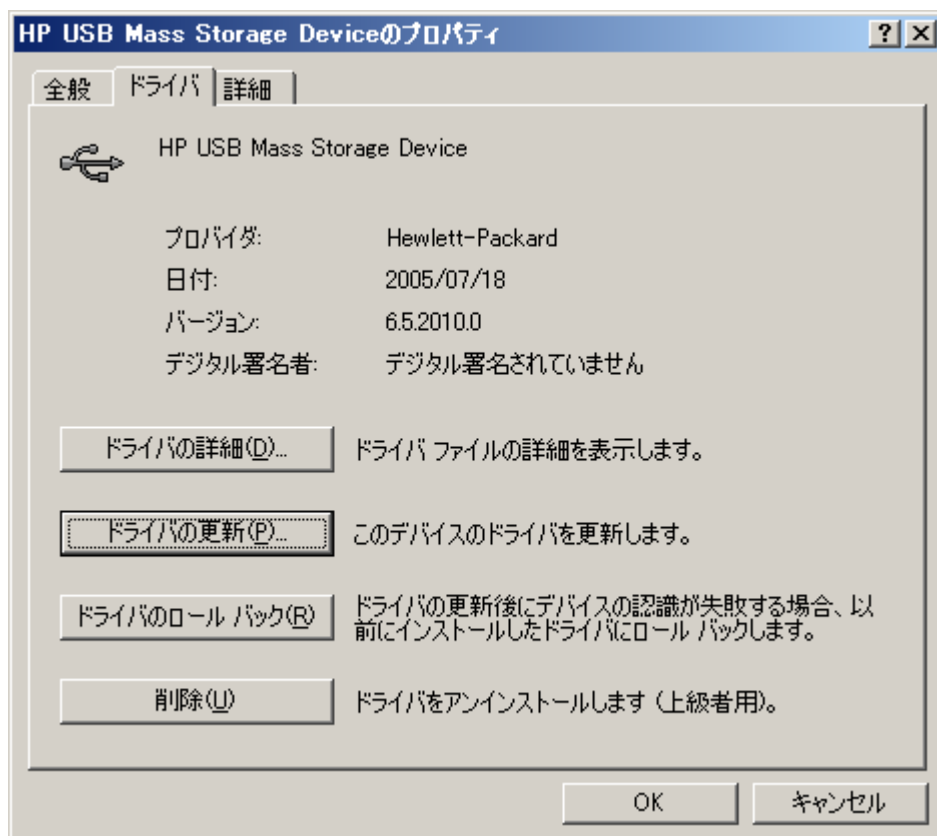 HP USB Mass Storage Deviceのプロパティ
全般 ドライバ 詳細
HP USB Mass Storage Device
プロバイダ: Hewlett-Packard
日付: 2005/07/18
バージョン: 6.5.2010.0
デジタル署名者: デジタル署名されていません
ドライバの詳細(D)... ドライバ ファイルの詳細を表示します。
ドライバの更新(P)... このデバイスのドライバを更新します。
ドライバのロール バック(R) ドライバの更新後にデバイスの認識が失敗する場合、以
前にインストールしたドライバにロール バックします。
削除(U) ドライバをアンインストールします (上級者用)。
OK キャンセル